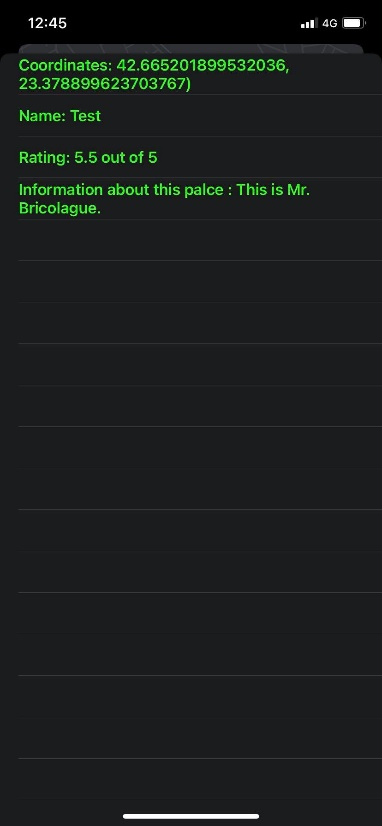 12:45
4G
Coordinates: 42.665201899532036,
23.378899623703767)
Name: Test
Rating: 5.5 out of 5
Information about this palce : This is Mr.
Bricolague.